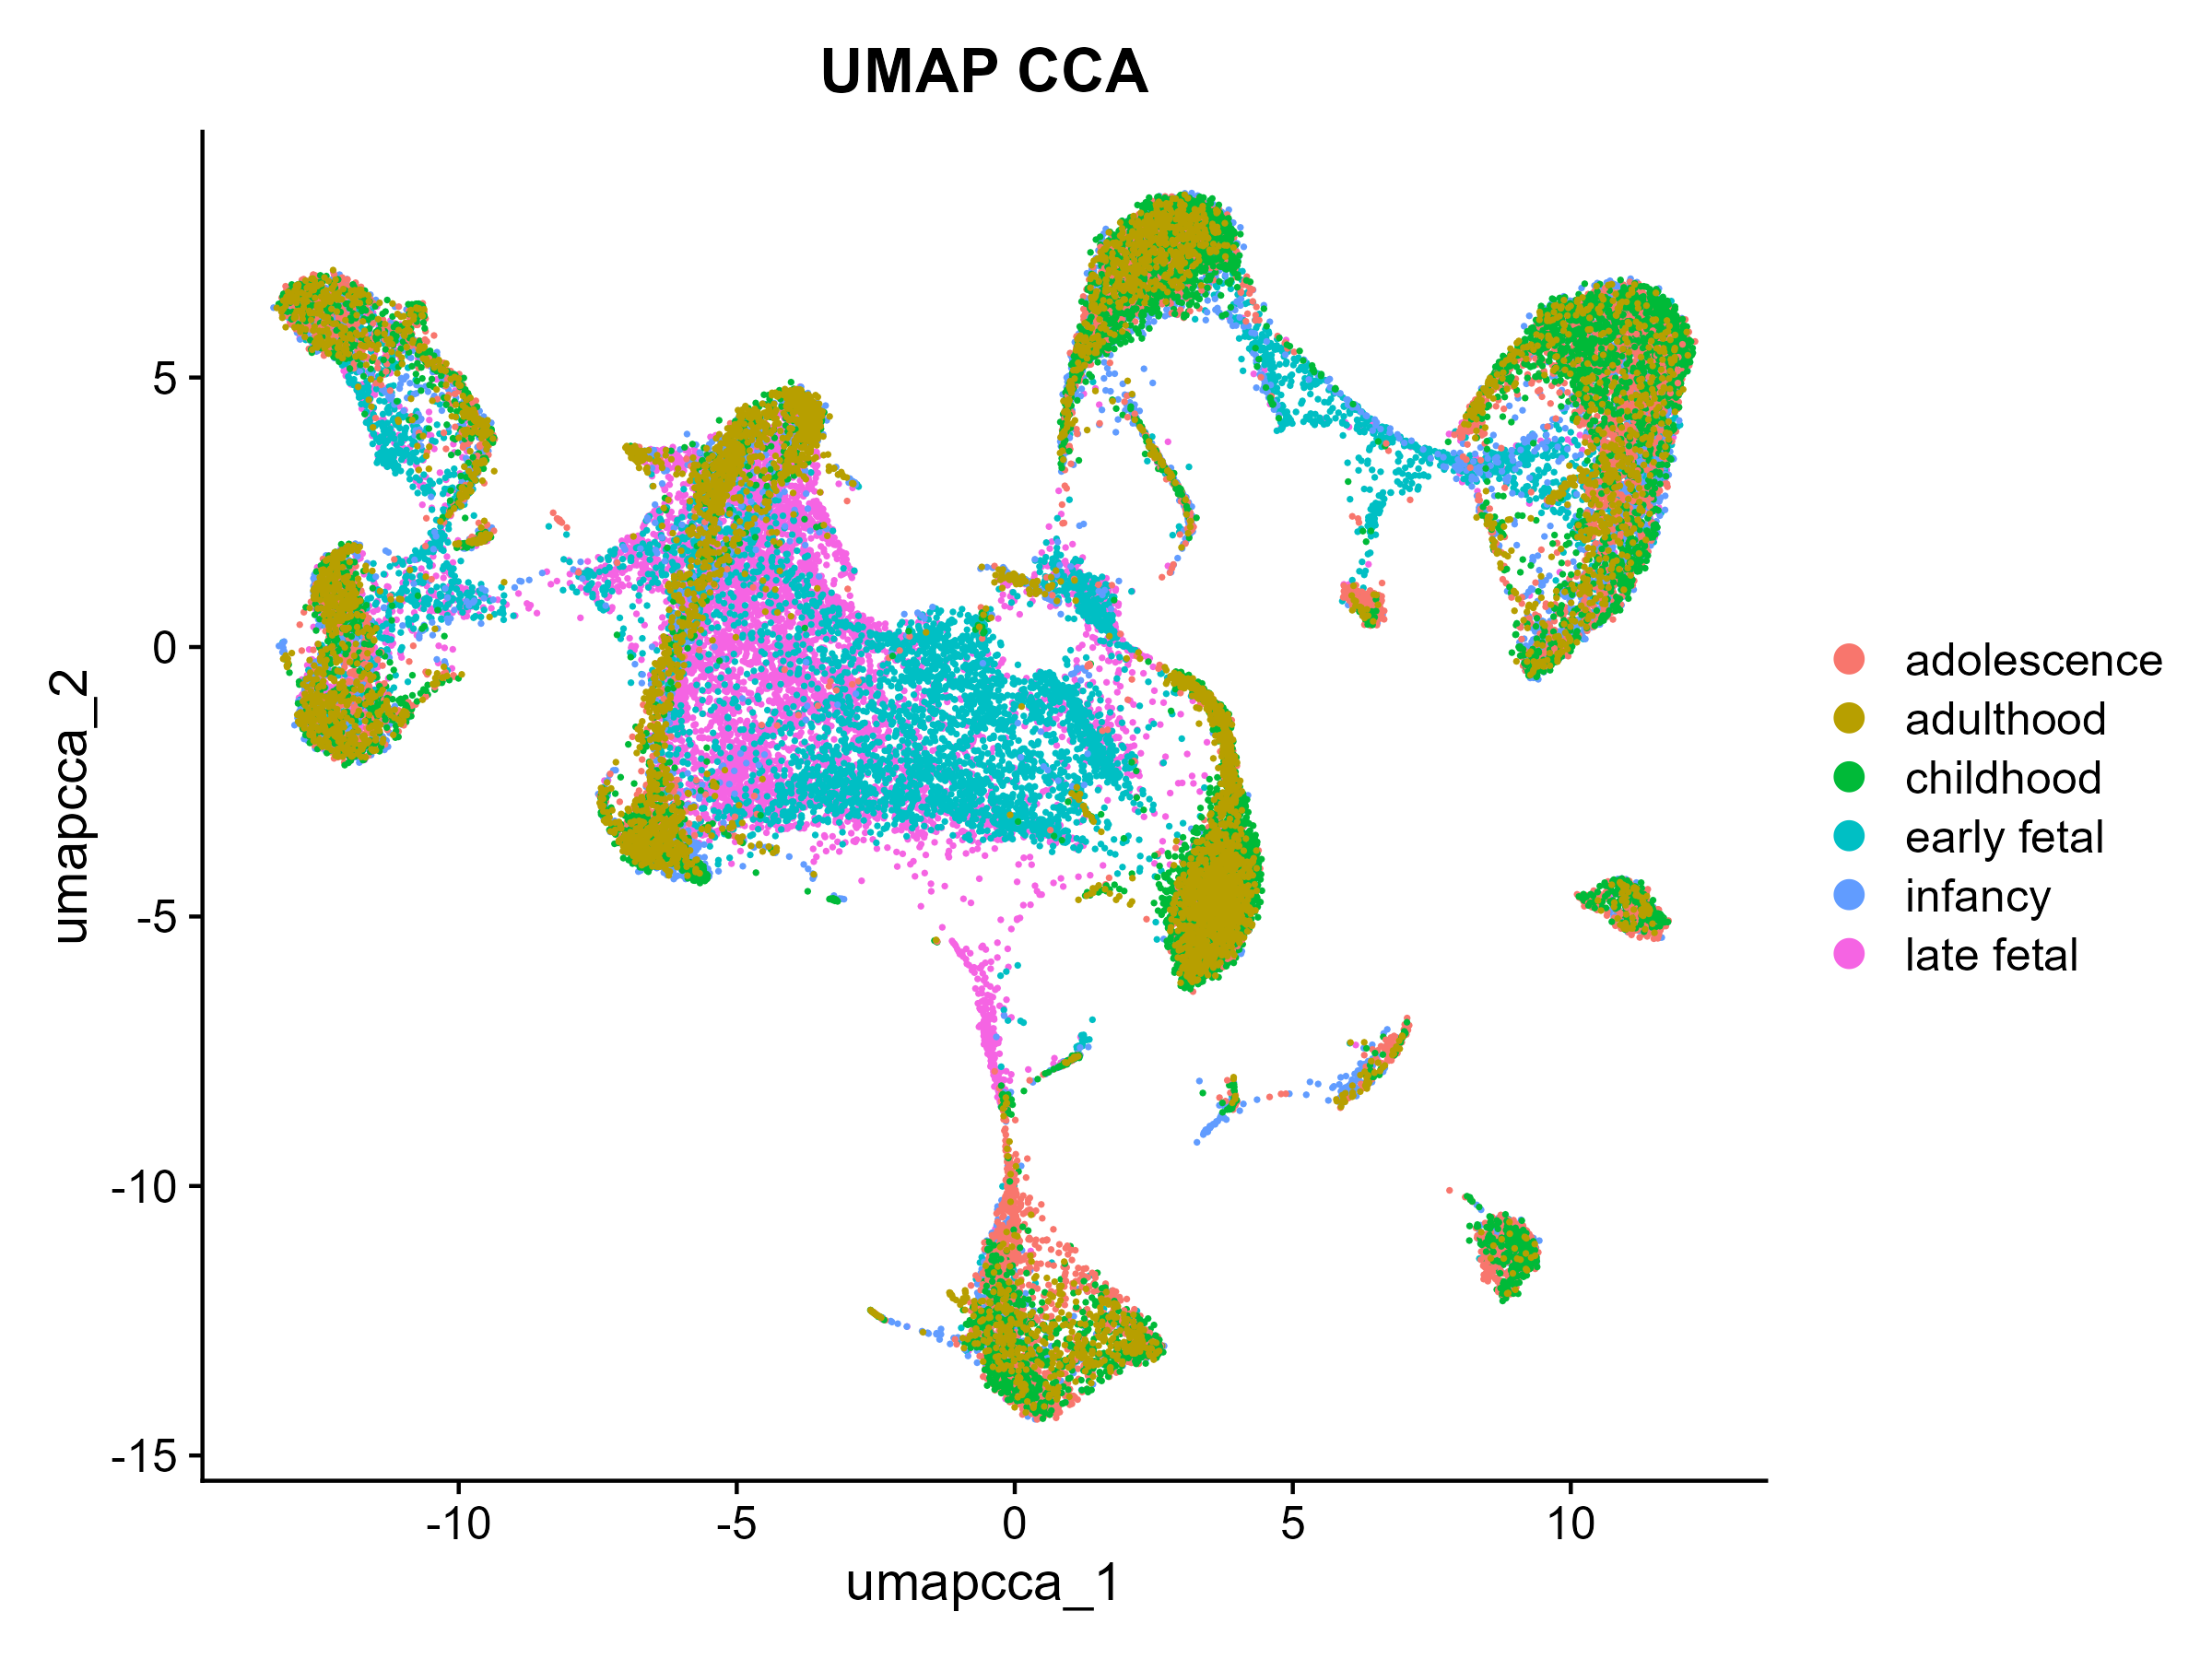 UMAP CCA
umapcca_2
5
0
-5
-10
-15
-10
-5
0
5
10
umapcca_1
adolescence
adulthood
childhood
early fetal
infancy
late fetal